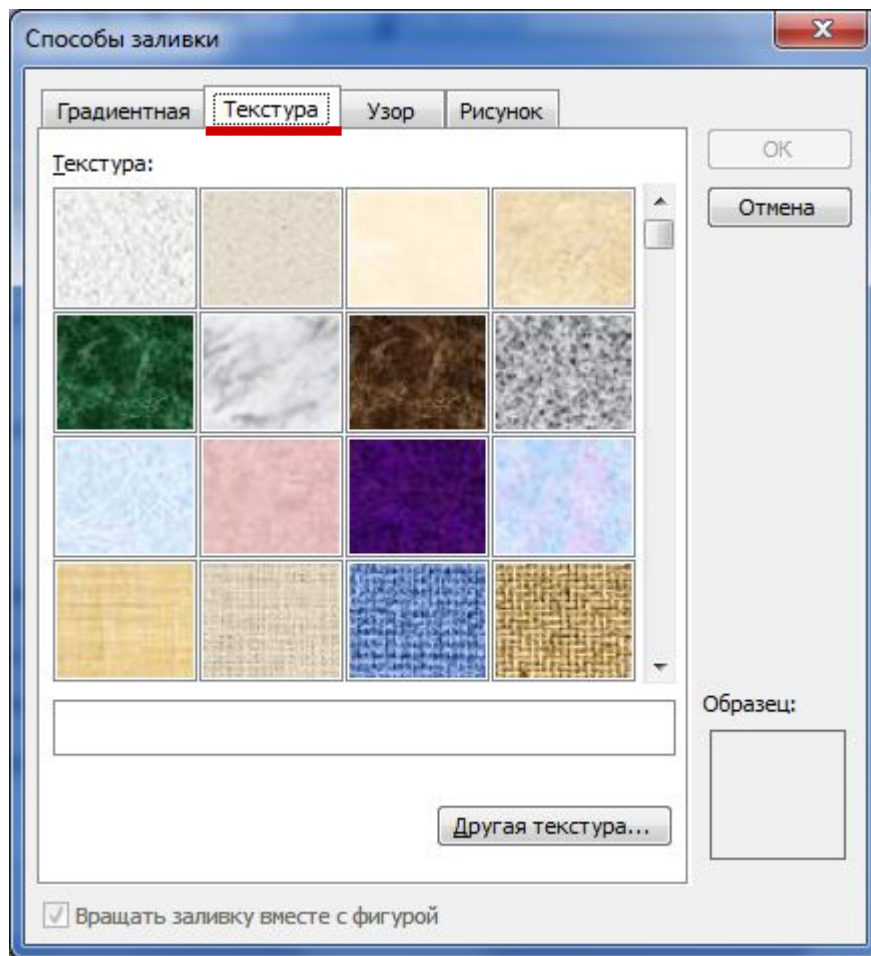 Способы заливки
Градиентная Текстура Узор Рисунок
Текстура:
ОК
Отмена
Образец:
Другая текстура...
Вращать заливку вместе с фигурой